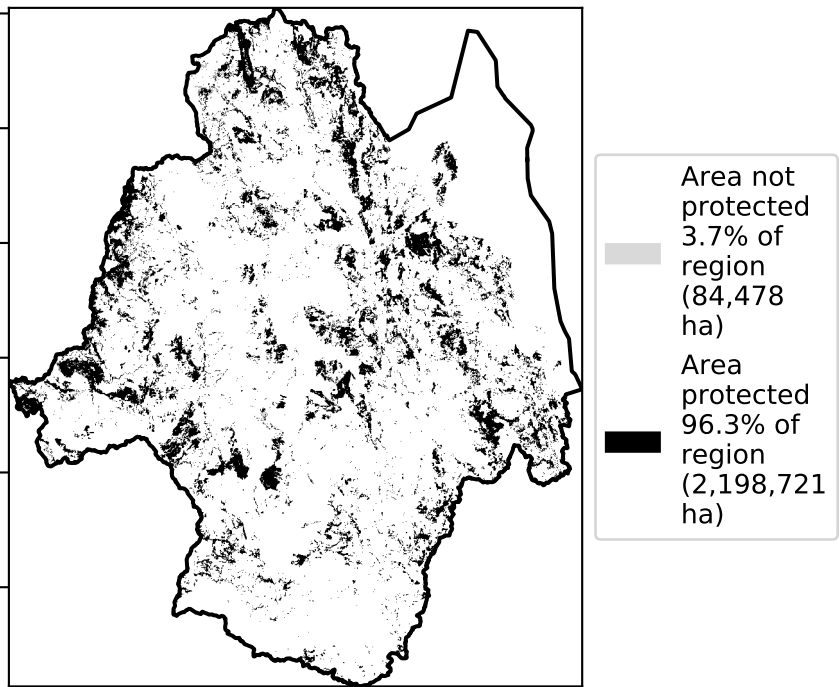 Area not
protected
3.7% of
region
(84,478
ha)
Area
protected
96.3% of
region
(2,198,721
ha)